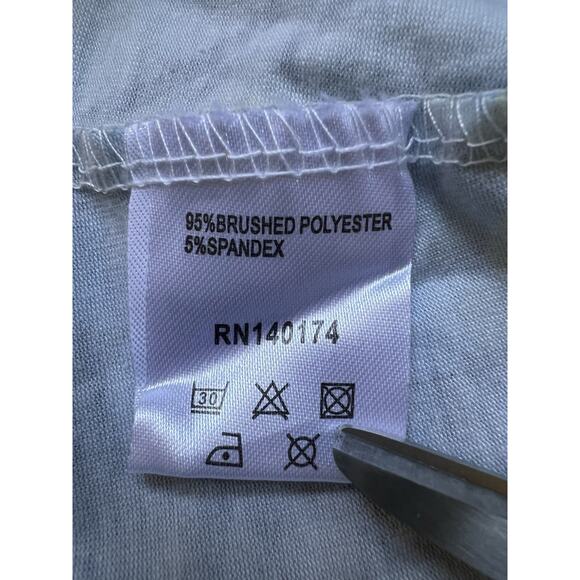 95%BRUSHED POLYESTER
5%SPANDEX
RN140174
30